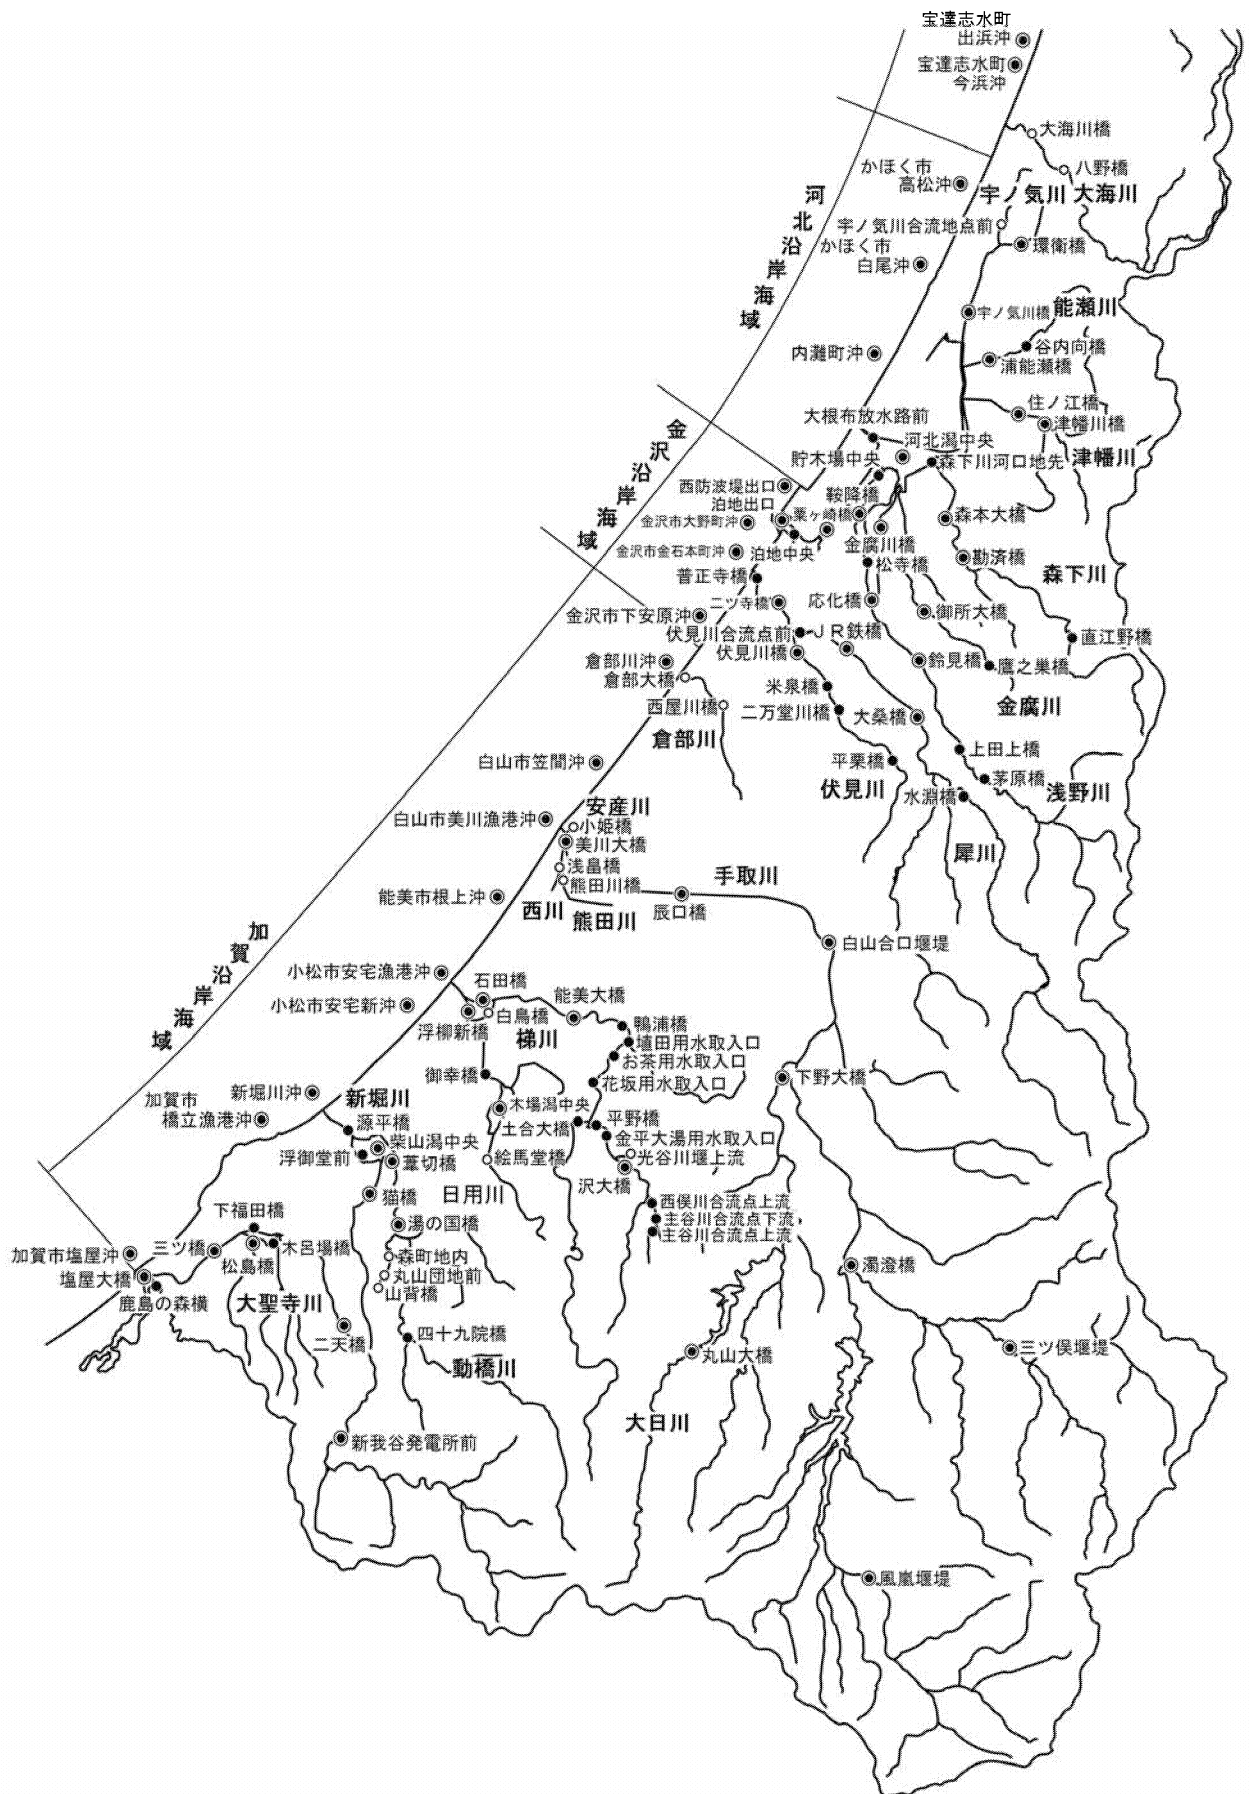 宝達志水町
出浜沖
宝達志水町
今浜沖
大海川橋
八野橋
かほく市
高松沖
宇ノ気川
大海川
河北沿岸海域
宇ノ気川合流地点前
かほく市
白尾沖
環衛橋
宇ノ気川橋
能瀬川
谷内向橋
浦能瀬橋
内灘町沖
住ノ江橋
津幡川橋
津幡川
大根布放水路前
河北潟中央
貯木場中央
森下川河口地先
金沢沿岸海域
西防波堤出口
泊地出口
鞍降橋
粟ヶ崎橋
金沢市大野町沖
森本大橋
金沢市金石本町沖
泊地中央
金腐川橋
松寺橋
勘済橋
森下川
普正寺橋
二ツ寺橋
応化橋
御所大橋
金沢市下安原沖
伏見川合流点前
JR鉄橋
直江野橋
伏見川橋
鈴見橋
鷹之巣橋
倉部川沖
倉部大橋
米泉橋
西屋川橋
二万堂川橋
大桑橋
金腐川
倉部川
上田上橋
平栗橋
茅原橋
浅野川
白山市笠間沖
伏見川
水淵橋
安産川
白山市美川漁港沖
小姫橋
美川大橋
犀川
浅畠橋
熊田川橋
手取川
能美市根上沖
西川
熊田川
辰口橋
白山合口堰堤
加賀沿岸海域
小松市安宅漁港沖
石田橋
能美大橋
小松市安宅新沖
白鳥橋
浮柳新橋
梯川
鴨浦橋
埴田用水取入口
お茶用水取入口
御幸橋
花坂用水取入口
下野大橋
新堀川沖
新堀川
加賀市
橋立漁港沖
木場潟中央
源平橋
土合大橋
平野橋
金平大湯用水取入口
柴山潟中央
浮御堂前
葦切橋
絵馬堂橋
光谷川堰上流
沢大橋
猫橋
日用川
西俣川合流点上流
主谷川合流点下流
主谷川合流点上流
下福田橋
湯の国橋
加賀市塩屋沖
三ツ橋
木呂場橋
森町地内
松島橋
塩屋大橋
丸山団地前
濁澄橋
鹿島の森横
大聖寺川
山背橋
二天橋
四十九院橋
三ツ俣堰堤
丸山大橋
動橋川
大日川
新我谷発電所前
風嵐堰堤